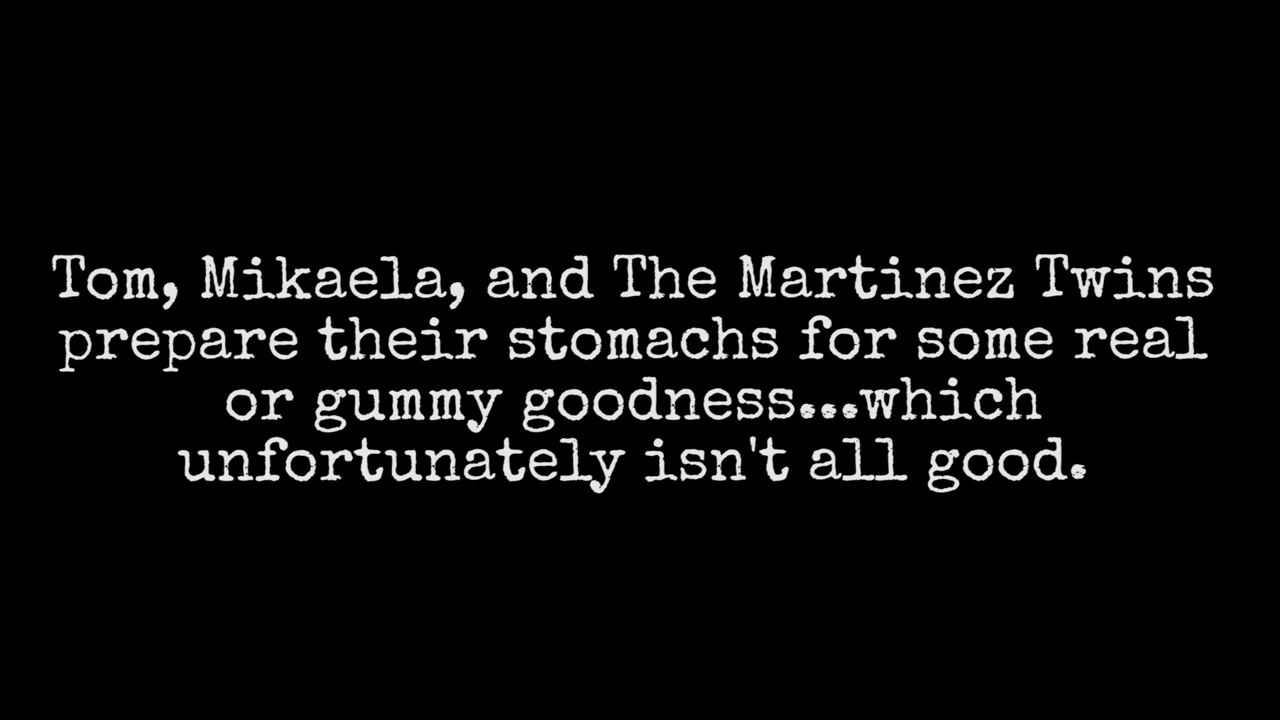 Tom, Mikaela, and The Martinez Twins
prepare their stomachs for some real
or gummy goodness...which
unfortunately isn't all good.